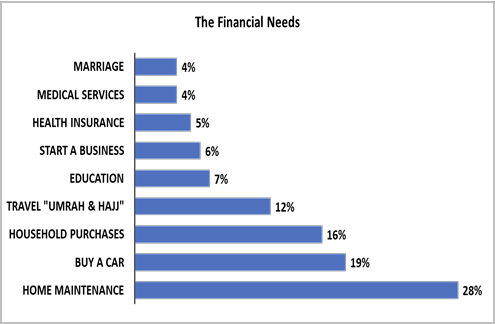 The Financial Needs
MARRIAGE 4%
MEDICAL SERVICES 4%
HEALTH INSURANCE 5%
START A BUSINESS 6%
EDUCATION 7%
TRAVEL "UMRAH & HAJJ" 12%
HOUSEHOLD PURCHASES 16%
BUY A CAR 19%
HOME MAINTENANCE 28%